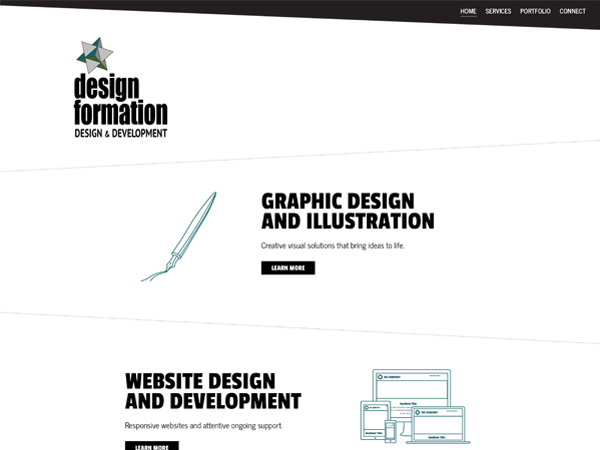 HOME SERVICES PORTFOLIO CONNECT
design
formation
DESIGN & DEVELOPMENT
GRAPHIC DESIGN
AND ILLUSTRATION
Creative visual solutions that bring ideas to life.
LEARN MORE
WEBSITE DESIGN
AND DEVELOPMENT
Responsive websites and attentive ongoing support.
LEARN MORE